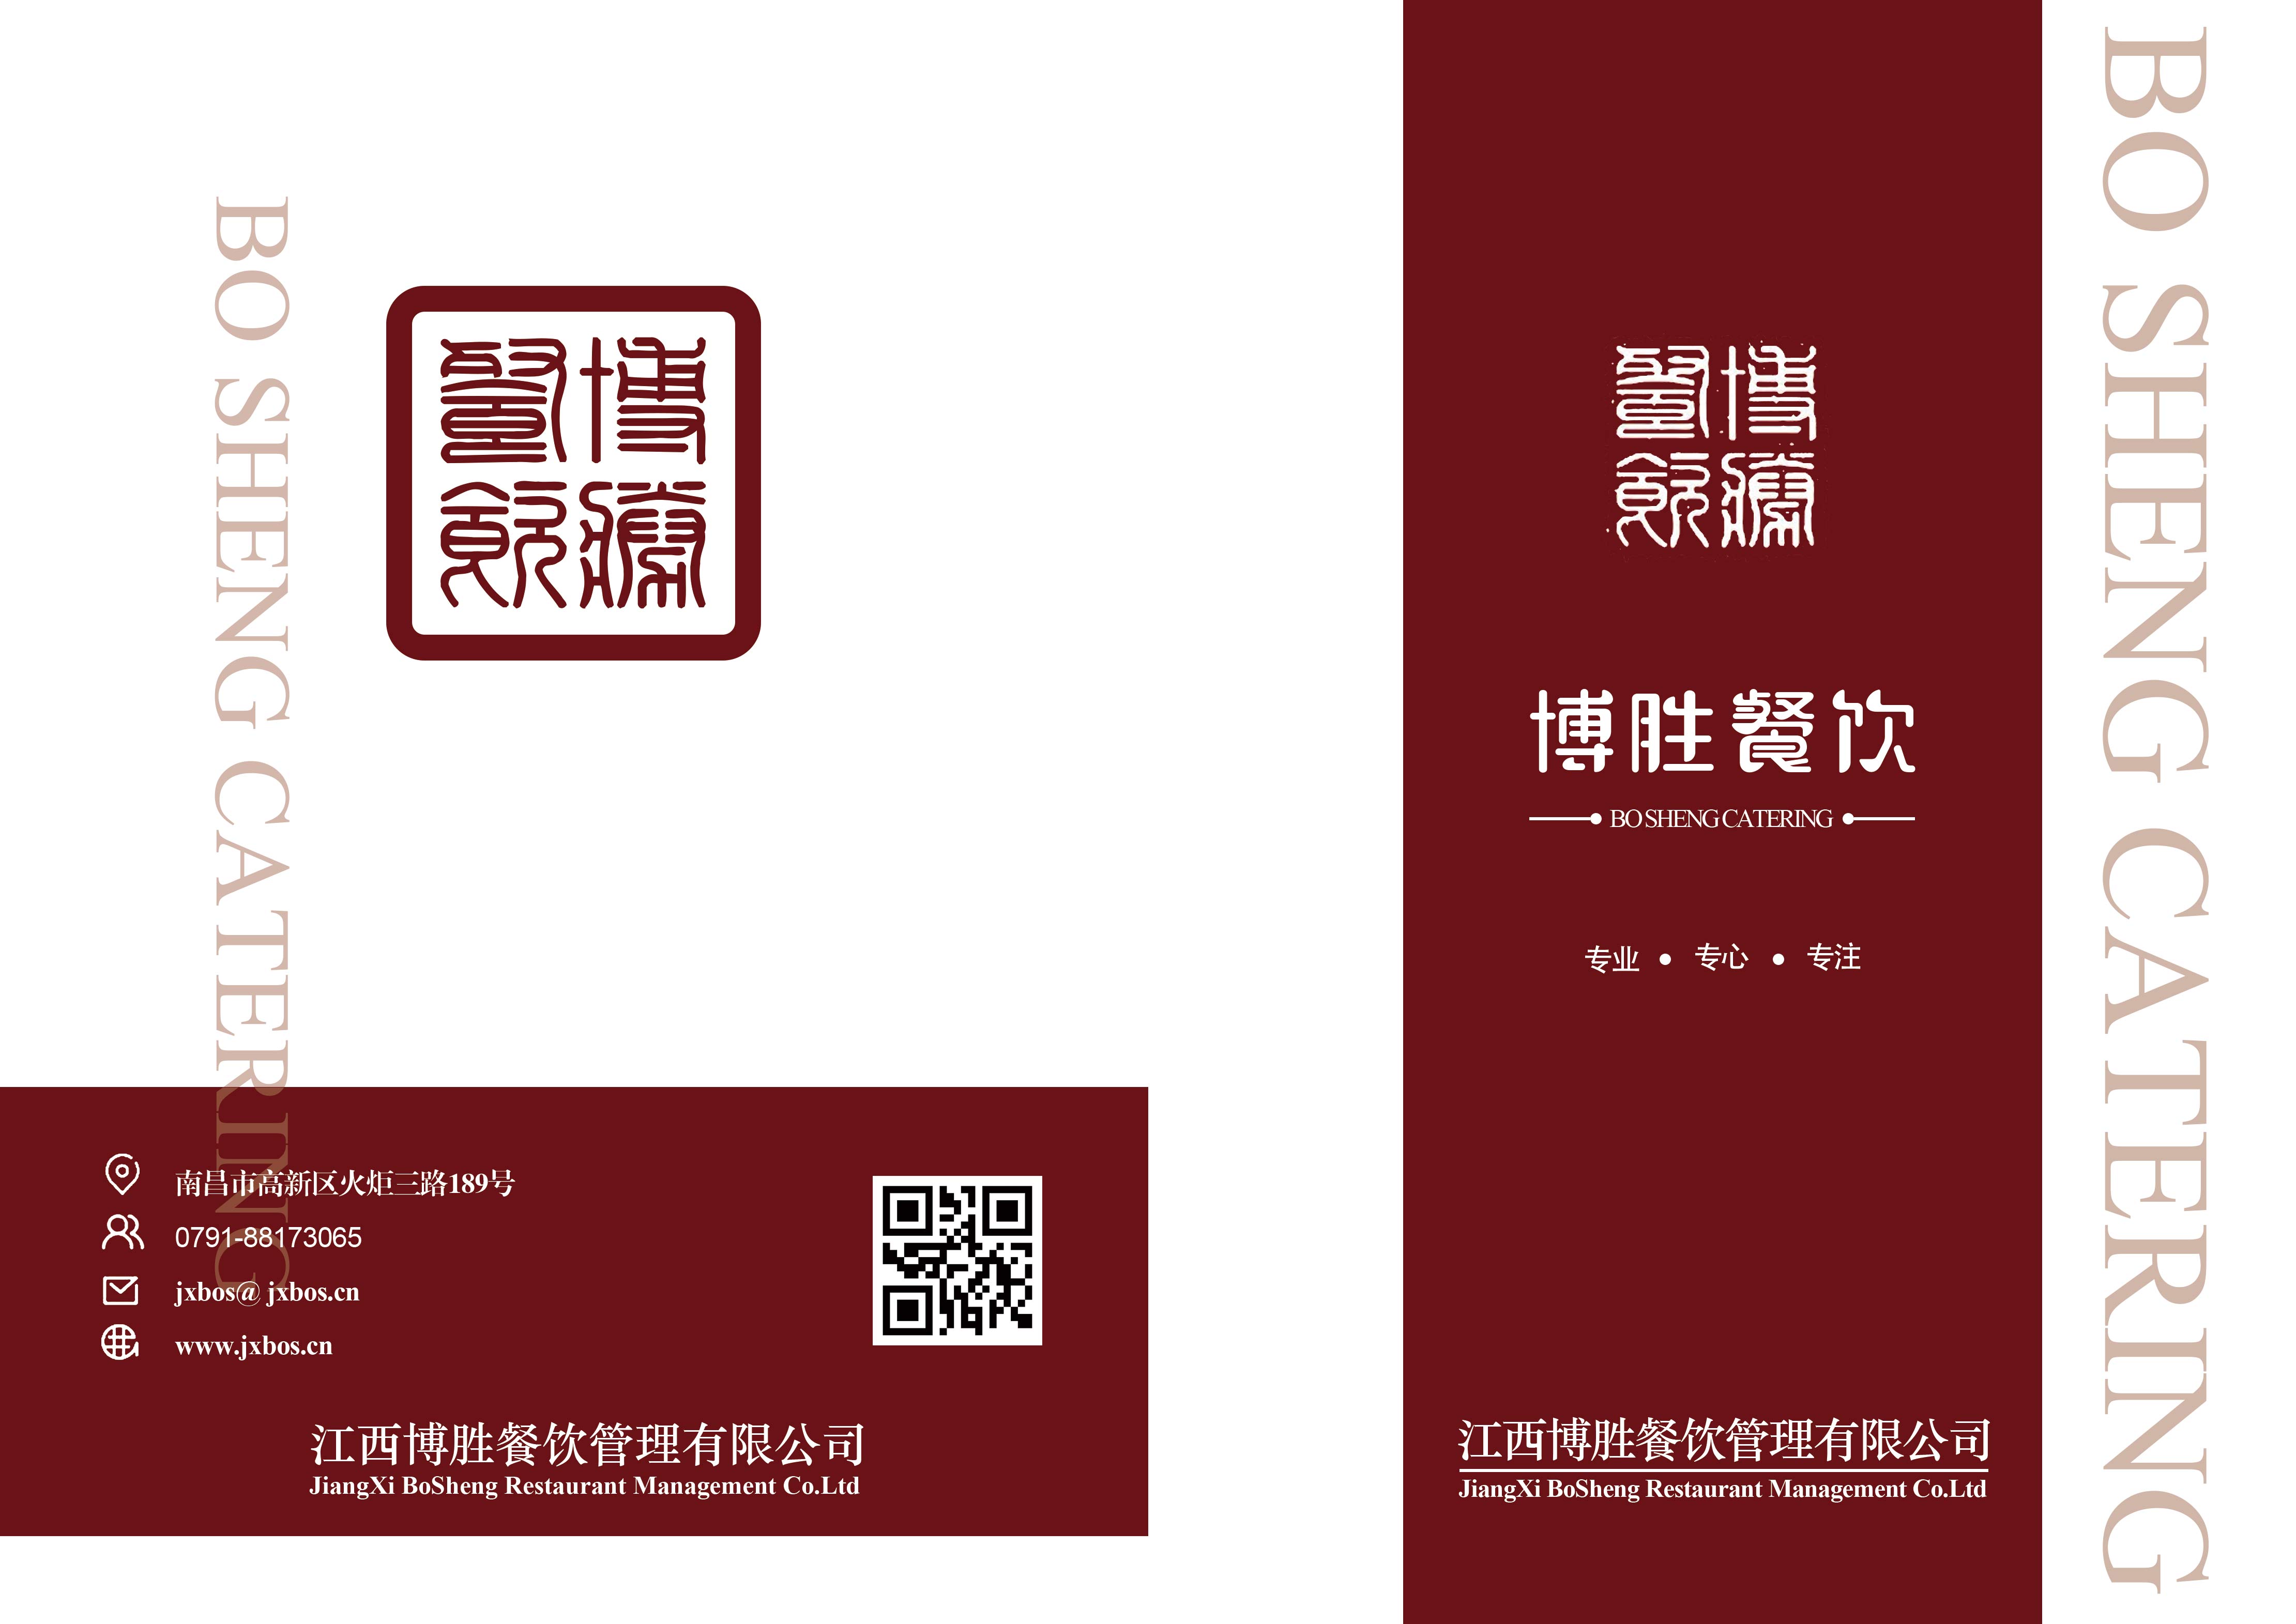 BO SHENG CATERING
博胜餐饮
南昌市高新区火炬三路189号
0791-88173065
jxbos@jxbos.cn
www.jxbos.cn
江西博胜餐饮管理有限公司
JiangXi BoSheng Restaurant Management Co.Ltd
博胜餐饮
博胜餐饮
BO SHENG CATERING
专业 ● 专心 ● 专注
江西博胜餐饮管理有限公司
JiangXi BoSheng Restaurant Management Co.Ltd
BO SHENG CATERING